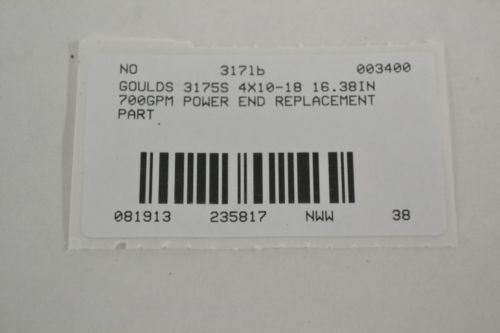 NO 3171b 003400
GOULDS 3175S 4X10-18 16.38IN
700GPM POWER END REPLACEMENT
PART
081913 235817 NWW 38